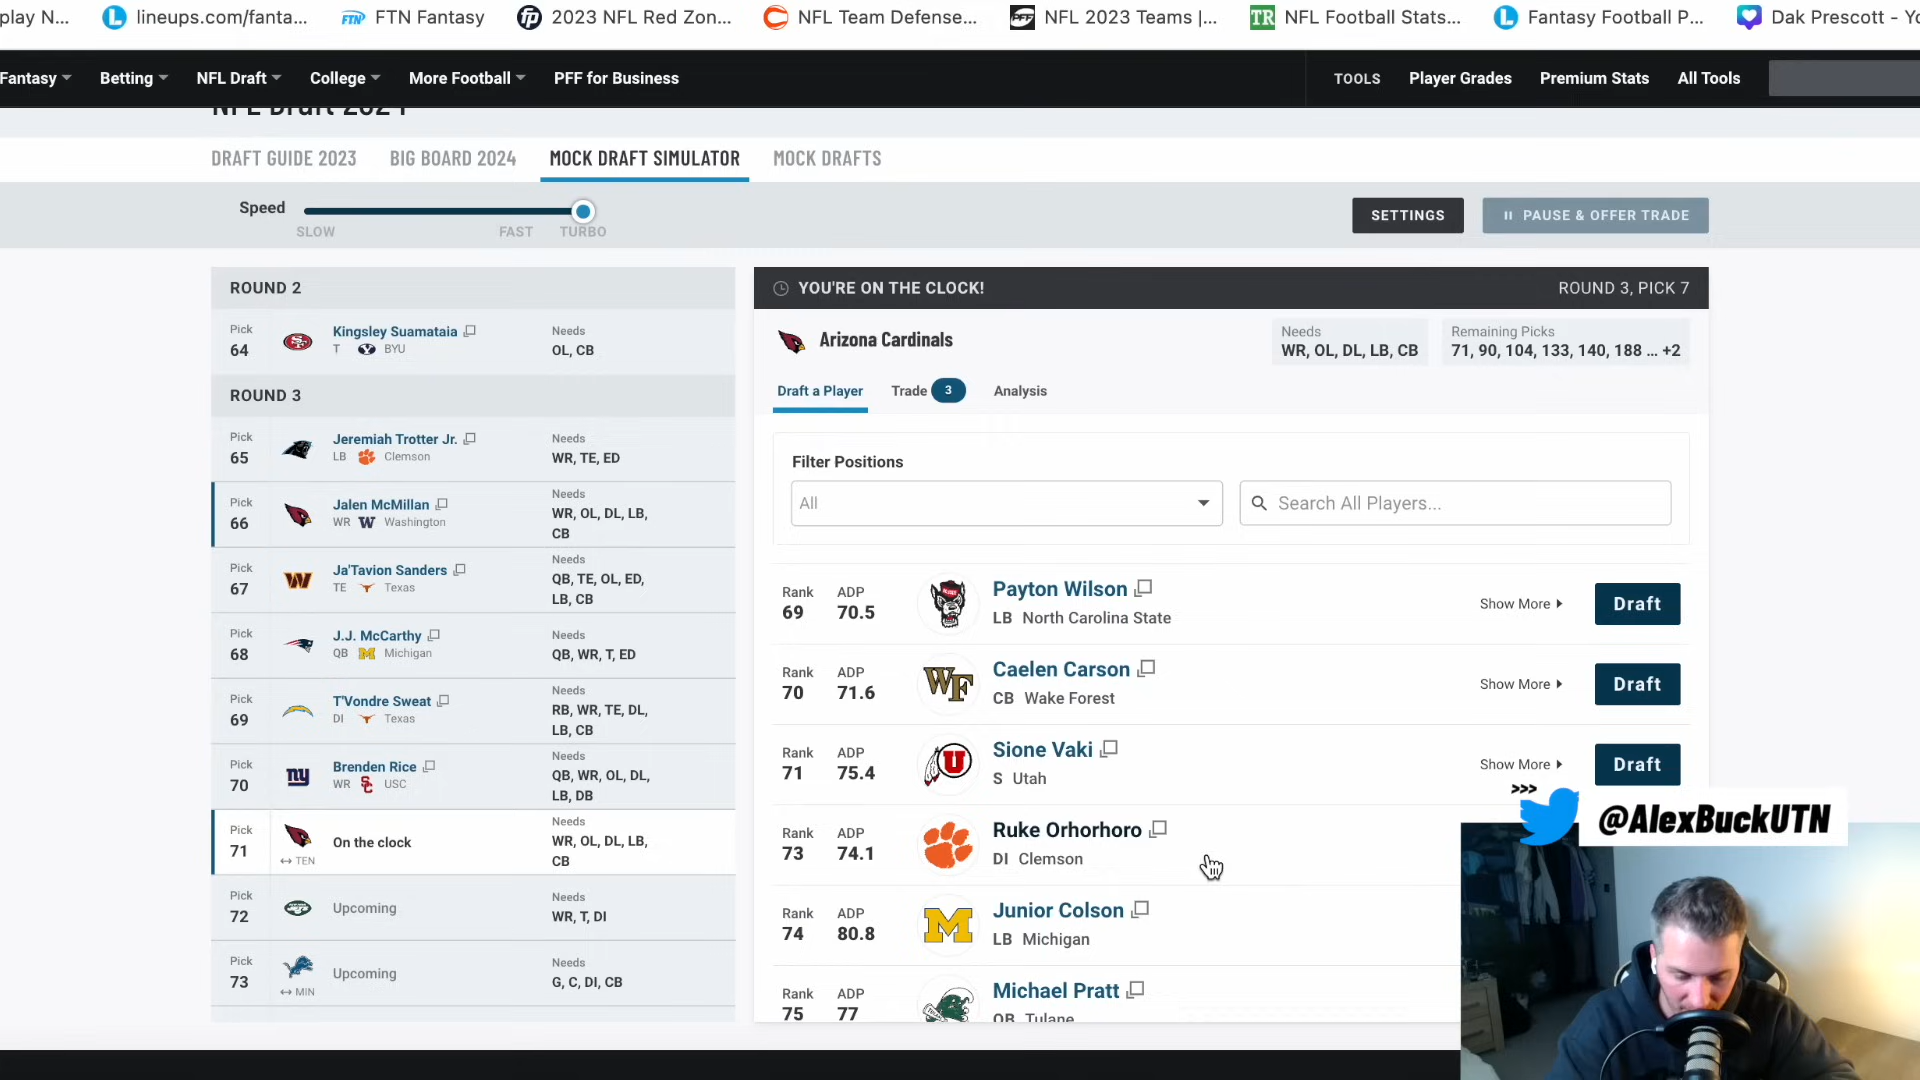 play N...
lineups.com/fanta...
FTN Fantasy
2023 NFL Red Zon...
NFL Team Defense...
NFL 2023 Teams |...
NFL Football Stats...
Fantasy Football P...
Dak Prescott - Yo
Fantasy
Betting
NFL Draft
College
More Football
PFF for Business
TOOLS
Player Grades
Premium Stats
All Tools
NFL Draft 2024
DRAFT GUIDE 2023
BIG BOARD 2024
MOCK DRAFT SIMULATOR
MOCK DRAFTS
Speed
SLOW
FAST
TURBO
SETTINGS
PAUSE & OFFER TRADE
ROUND 2
Pick
64
Kingsley Suamataia
T BYU
Needs
OL, CB
ROUND 3
Pick
65
Jeremiah Trotter Jr.
LB Clemson
Needs
WR, TE, ED
Pick
66
Jalen McMillan
WR W Washington
Needs
WR, OL, DL, LB,
CB
Pick
67
Ja'Tavion Sanders
TE Texas
Needs
QB, TE, OL, ED,
LB, CB
Pick
68
J.J. McCarthy
QB M Michigan
Needs
QB, WR, T, ED
Pick
69
T'Vondre Sweat
DI Texas
Needs
RB, WR, TE, DL,
LB, CB
Pick
70
ny
Brenden Rice
WR SC USC
Needs
QB, WR, OL, DL,
LB, DB
Pick
71
↔ TEN
On the clock
Needs
WR, OL, DL, LB,
CB
Pick
72
Upcoming
Needs
WR, T, DI
Pick
73
↔ MIN
Upcoming
Needs
G, C, DI, CB
YOU'RE ON THE CLOCK!
ROUND 3, PICK 7
Arizona Cardinals
Needs
WR, OL, DL, LB, CB
Remaining Picks
71, 90, 104, 133, 140, 188 ... +2
Draft a Player
Trade 3
Analysis
Filter Positions
All
Search All Players...
Rank
69
ADP
70.5
Payton Wilson
LB North Carolina State
Show More
Draft
Rank
70
ADP
71.6
WF
Caelen Carson
CB Wake Forest
Show More
Draft
Rank
71
ADP
75.4
U
Sione Vaki
S Utah
Show More
Draft
Rank
73
ADP
74.1
Ruke Orhorhoro
DI Clemson
Rank
74
ADP
80.8
M
Junior Colson
LB Michigan
Rank
75
ADP
77
Michael Pratt
QB Tulane
>>>
@AlexBuckUTN